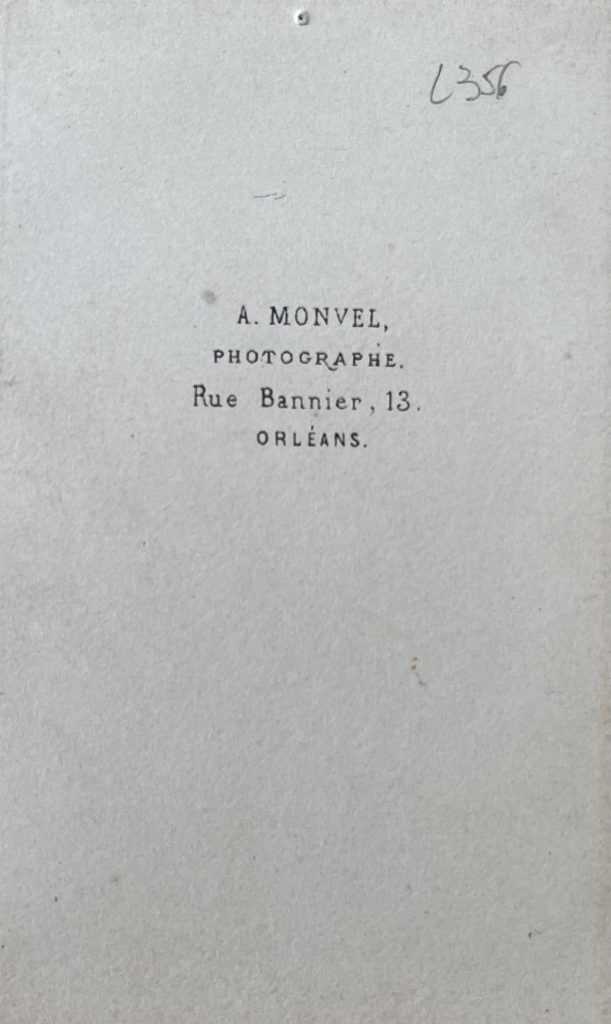 L356
A. MONVEL,
PHOTOGRAPHE.
Rue Bannier, 13.
ORLÉANS.